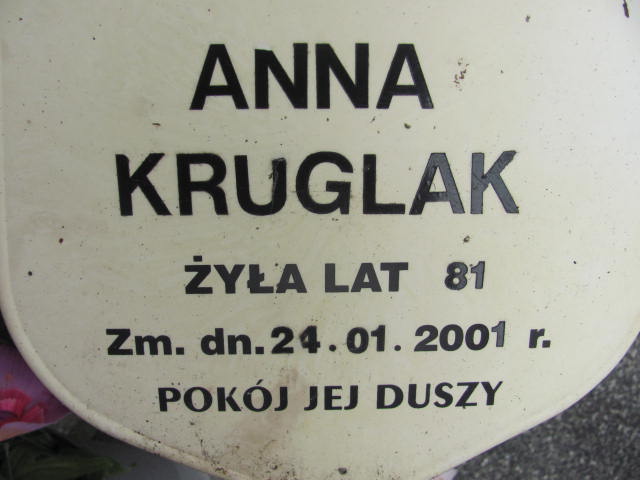 ANNA
KRUGLAK
ŻYŁA LAT 81
Zm. dn. 24.01.2001 r.
POKÓJ JEJ DUSZY